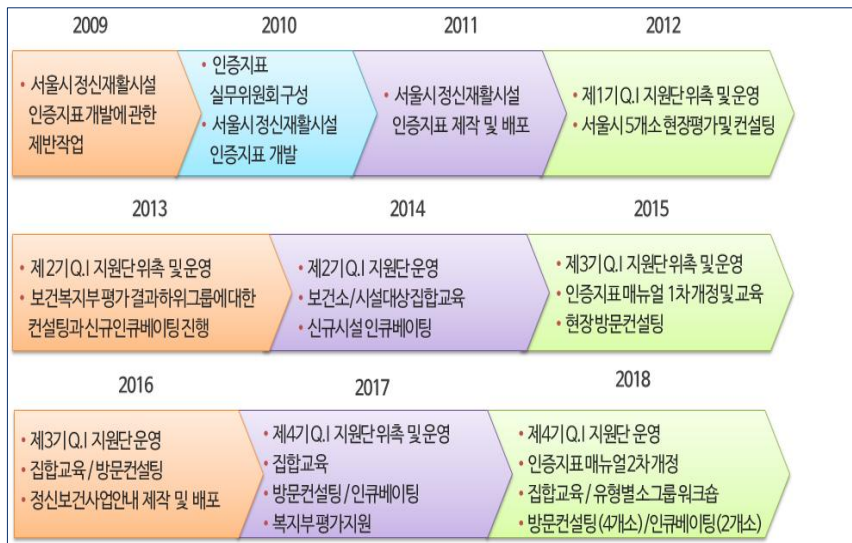 2009
2010
2011
2012
• 서울시 정신재활시설
인증지표 개발에 관한
제반작업
• 인증지표
실무위원회 구성
• 서울시 정신재활시설
인증지표 개발
• 서울시 정신재활시설
인증지표 제작 및 배포
• 제1기 Q.I 지원단 위촉 및 운영
• 서울시 5개소 현장평가 및 컨설팅
2013
2014
2015
• 제2기 Q.I 지원단 위촉 및 운영
• 보건복지부 평가 결과 하위그룹에 대한
컨설팅과 신규인큐베이팅 진행
• 제2기 Q.I 지원단 운영
• 보건소/시설대상 집합교육
• 신규시설 인큐베이팅
• 제3기 Q.I 지원단 위촉 및 운영
• 인증지표 매뉴얼 1차 개정 및 교육
• 현장 방문컨설팅
2016
2017
2018
• 제3기 Q.I 지원단 운영
• 집합교육 / 방문컨설팅
• 정신보건사업안내 제작 및 배포
• 제4기 Q.I 지원단 위촉 및 운영
• 집합교육
• 방문컨설팅 / 인큐베이팅
• 복지부 평가지원
• 제4기 Q.I 지원단 운영
• 인증지표 매뉴얼 2차 개정
• 집합교육 / 유형별 소그룹 워크숍
• 방문컨설팅(4개소) / 인큐베이팅(2개소)